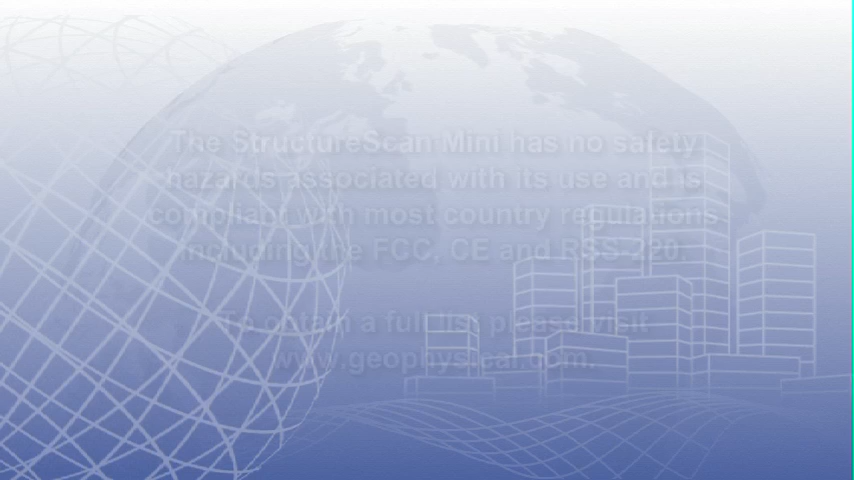 The StructureScan Mini has no safety
hazards associated with its use and is
compliant with most country regulations
including the FCC, CE and RSS-220.
To obtain a full list please visit
www.geophysical.com.